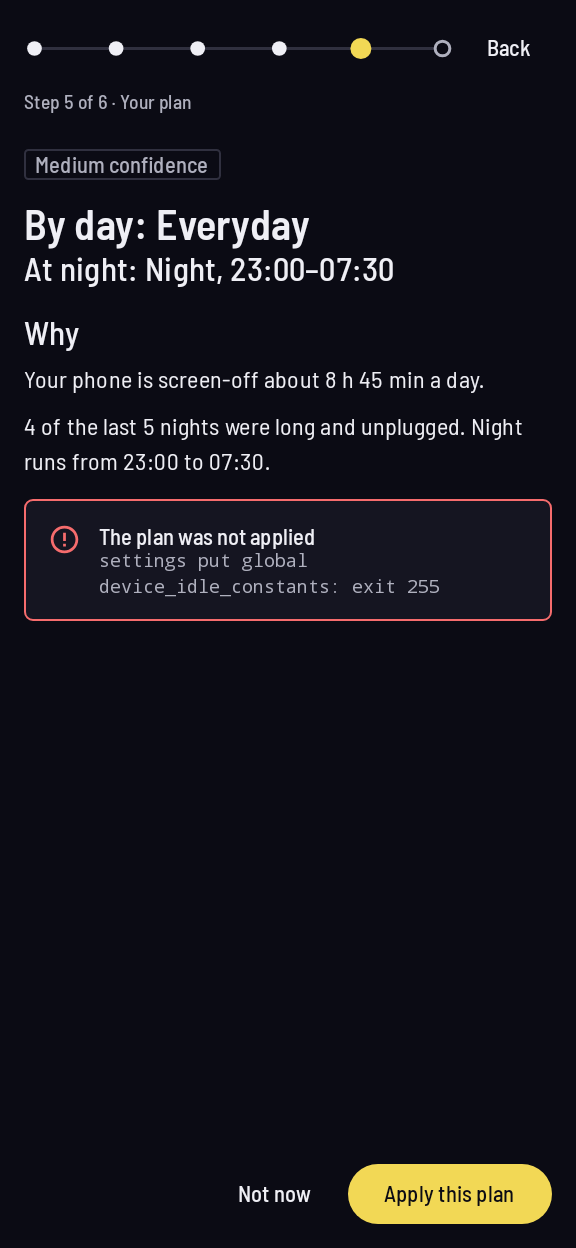 Back
Step 5 of 6 · Your plan
Medium confidence
By day: Everyday
At night: Night, 23:00–07:30
Why
Your phone is screen-off about 8 h 45 min a day.
4 of the last 5 nights were long and unplugged. Night
runs from 23:00 to 07:30.
The plan was not applied
settings put global
device_idle_constants: exit 255
Not now
Apply this plan